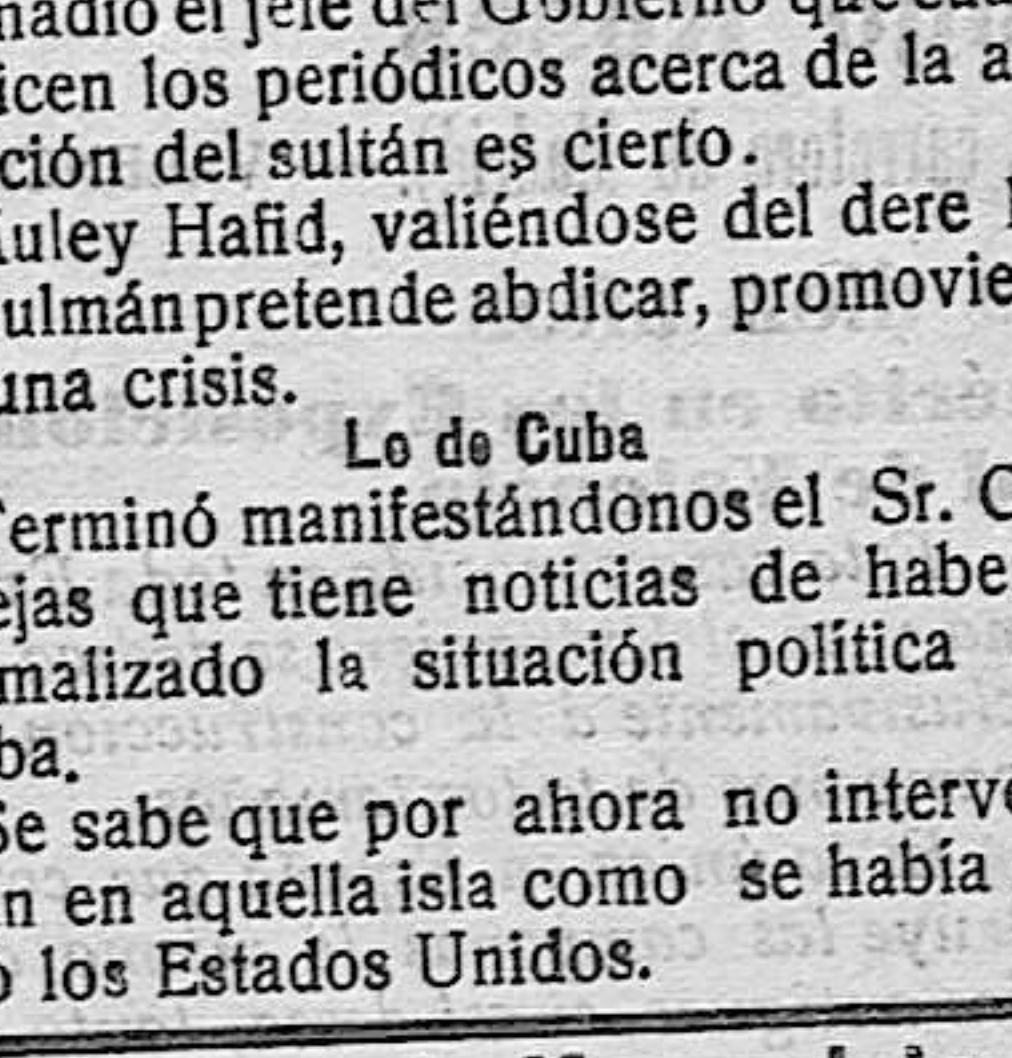 nadio el jefe del Gobierno que cua
icen los periódicos acerca de la a
ción del sultán es cierto.
uley Hafid, valiéndose del dere
ulmán pretende abdicar, promovie
una crisis.
Lo de Cuba
Terminó manifestándonos el Sr. C
ejas que tiene noticias de habe
malizado la situación política
ba.
Se sabe que por ahora no interve
n en aquella isla como se había
o los Estados Unidos.